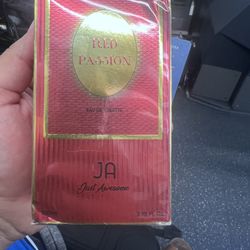 RED
PASSION
EAU DE TOILETTE
JA
Just Awesome